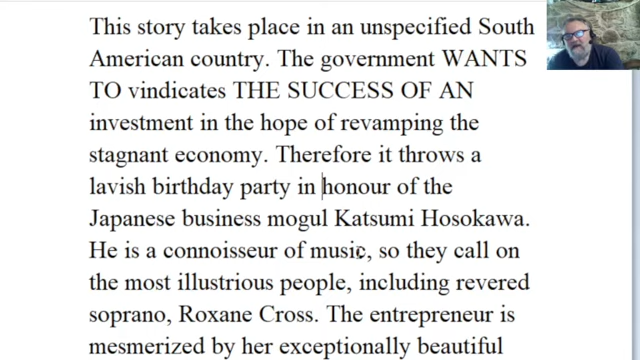 This story takes place in an unspecified South
American country. The government WANTS
TO vindicates THE SUCCESS OF AN
investment in the hope of revamping the
stagnant economy. Therefore it throws a
lavish birthday party in honour of the
Japanese business mogul Katsumi Hosokawa.
He is a connoisseur of music, so they call on
the most illustrious people, including revered
soprano, Roxane Cross. The entrepreneur is
mesmerized by her exceptionally beautiful